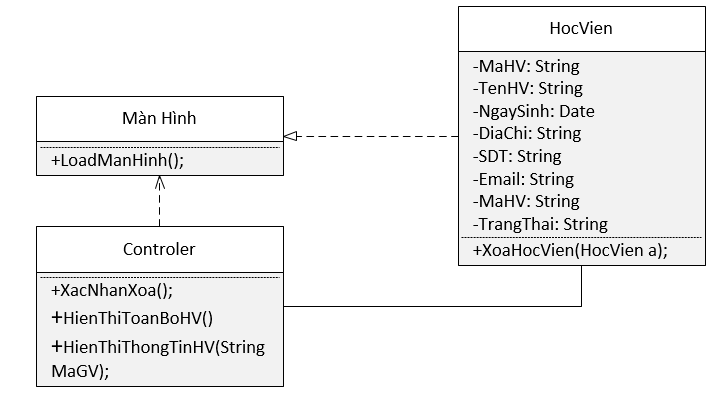 HocVien
-MaHV: String
-TenHV: String
-NgaySinh: Date
-DiaChi: String
-SDT: String
-Email: String
-MaHV: String
-TrangThai: String
+XoaHocVien(HocVien a);
Màn Hình
+LoadManHinh();
Controler
+XacNhanXoa();
+HienThiToanBoHV()
+HienThiThongTinHV(String
MaGV);